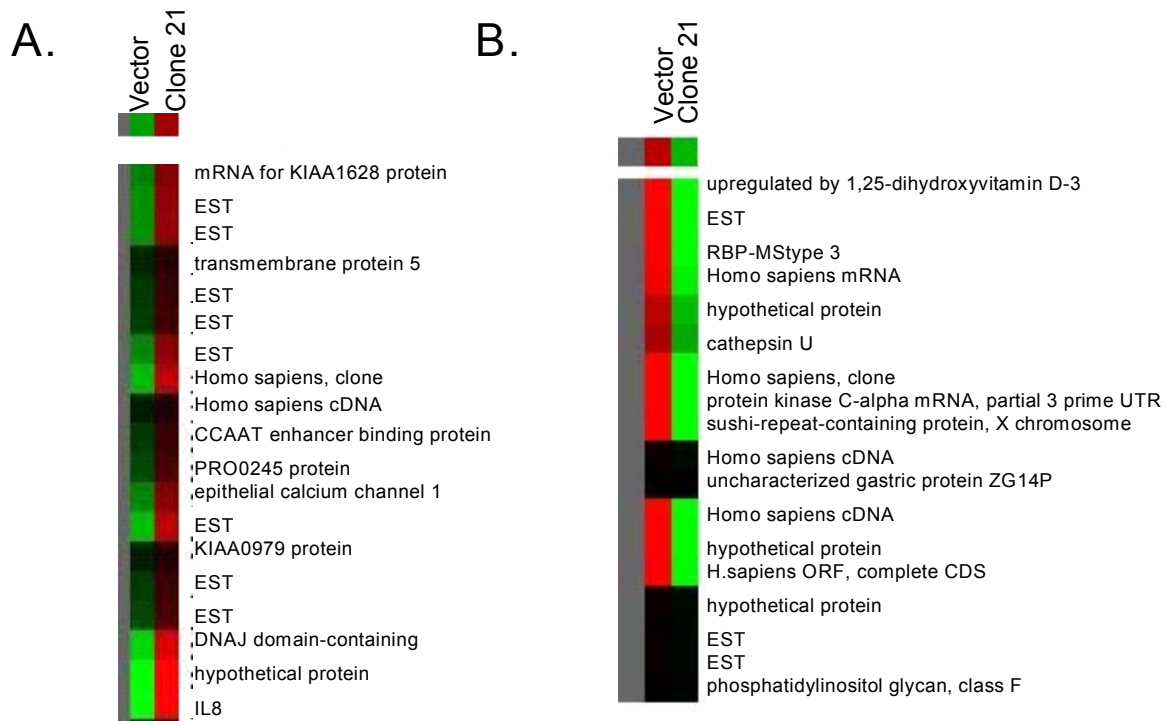 A.
Vector
Clone 21
mRNA for KIAA1628 protein
EST
EST
transmembrane protein 5
EST
EST
EST
Homo sapiens, clone
Homo sapiens cDNA
CCAAT enhancer binding protein
PRO0245 protein
epithelial calcium channel 1
EST
KIAA0979 protein
EST
EST
DNAJ domain-containing
hypothetical protein
IL8
B.
Vector
Clone 21
upregulated by 1,25-dihydroxyvitamin D-3
EST
RBP-MStype 3
Homo sapiens mRNA
hypothetical protein
cathepsin U
Homo sapiens, clone
protein kinase C-alpha mRNA, partial 3 prime UTR
sushi-repeat-containing protein, X chromosome
Homo sapiens cDNA
uncharacterized gastric protein ZG14P
Homo sapiens cDNA
hypothetical protein
H.sapiens ORF, complete CDS
hypothetical protein
EST
EST
phosphatidylinositol glycan, class F